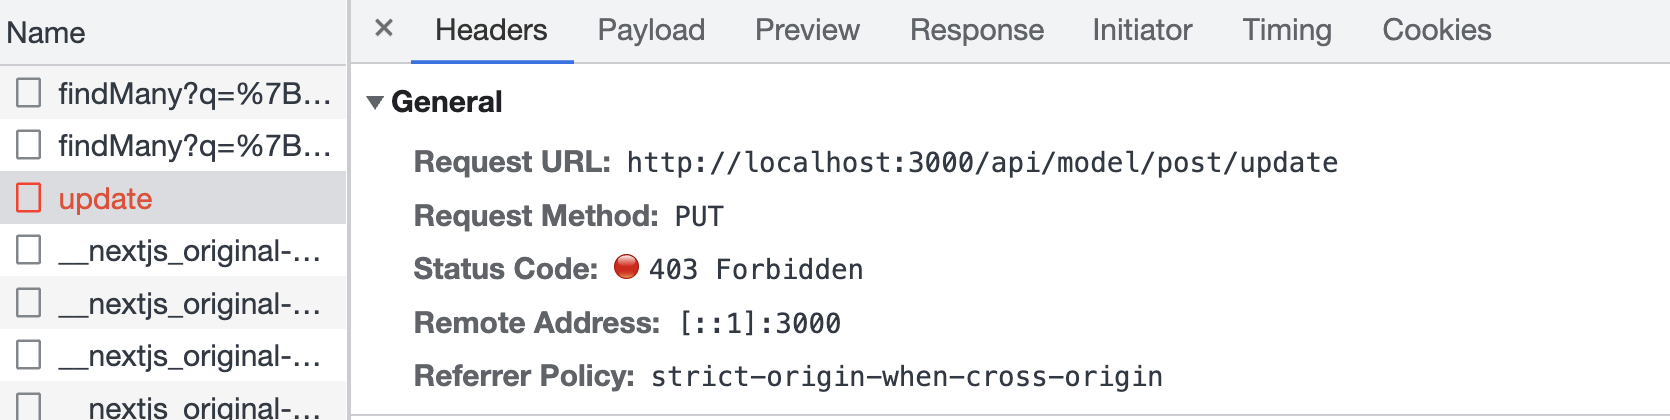 Name
findMany?q=%7B...
findMany?q=%7B...
update
__nextjs_original-...
__nextjs_original-...
__nextjs_original-...
__nextjs_original-...
× Headers Payload Preview Response Initiator Timing Cookies
▼ General
Request URL: http://localhost:3000/api/model/post/update
Request Method: PUT
Status Code: 403 Forbidden
Remote Address: [::1]:3000
Referrer Policy: strict-origin-when-cross-origin